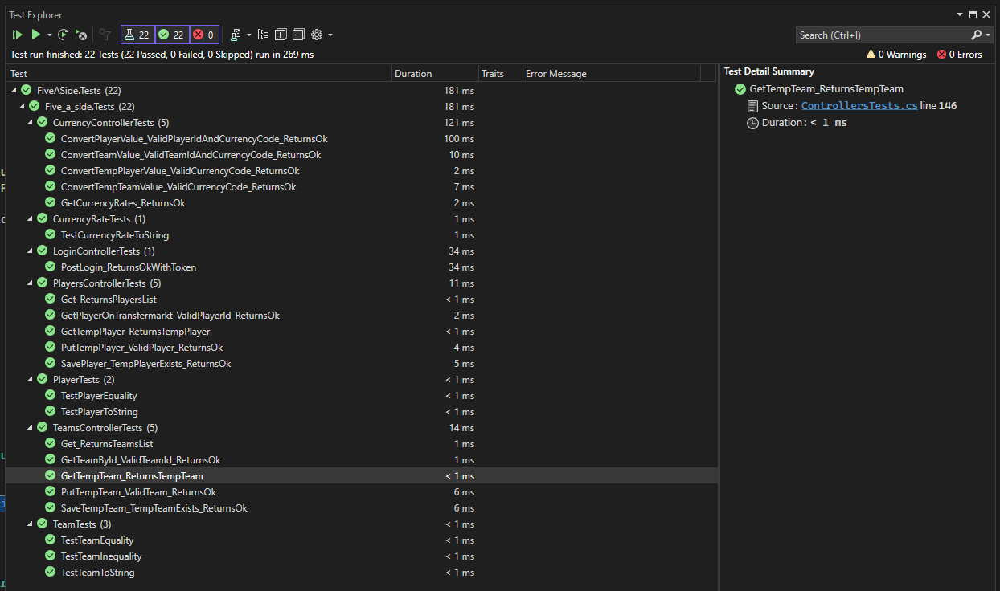 Test Explorer
22 22 0
Search (Ctrl+I)
Test run finished: 22 Tests (22 Passed, 0 Failed, 0 Skipped) run in 269 ms
0 Warnings 0 Errors
Test Duration Traits Error Message
FiveASide.Tests (22) 181 ms
Five_a_side.Tests (22) 181 ms
CurrencyControllerTests (5) 121 ms
ConvertPlayerValue_ValidPlayerIdAndCurrencyCode_ReturnsOk 100 ms
ConvertTeamValue_ValidTeamIdAndCurrencyCode_ReturnsOk 10 ms
ConvertTempPlayerValue_ValidCurrencyCode_ReturnsOk 2 ms
ConvertTempTeamValue_ValidCurrencyCode_ReturnsOk 7 ms
GetCurrencyRates_ReturnsOk 2 ms
CurrencyRateTests (1) 1 ms
TestCurrencyRateToString 1 ms
LoginControllerTests (1) 34 ms
PostLogin_ReturnsOkWithToken 34 ms
PlayersControllerTests (5) 11 ms
Get_ReturnsPlayersList < 1 ms
GetPlayerOnTransfermarkt_ValidPlayerId_ReturnsOk 2 ms
GetTempPlayer_ReturnsTempPlayer < 1 ms
PutTempPlayer_ValidPlayer_ReturnsOk 4 ms
SavePlayer_TempPlayerExists_ReturnsOk 5 ms
PlayerTests (2) < 1 ms
TestPlayerEquality < 1 ms
TestPlayerToString < 1 ms
TeamsControllerTests (5) 14 ms
Get_ReturnsTeamsList 1 ms
GetTeamById_ValidTeamId_ReturnsOk 1 ms
GetTempTeam_ReturnsTempTeam < 1 ms
PutTempTeam_ValidTeam_ReturnsOk 6 ms
SaveTempTeam_TempTeamExists_ReturnsOk 6 ms
TeamTests (3) < 1 ms
TestTeamEquality < 1 ms
TestTeamInequality < 1 ms
TestTeamToString < 1 ms
Test Detail Summary
GetTempTeam_ReturnsTempTeam
Source: ControllersTests.cs line 146
Duration: < 1 ms